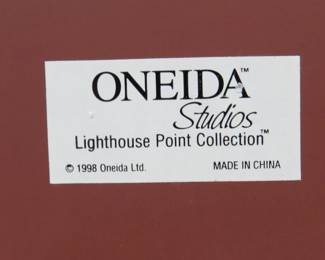 ONEIDA™
Studios
Lighthouse Point Collection™
© 1998 Oneida Ltd. MADE IN CHINA